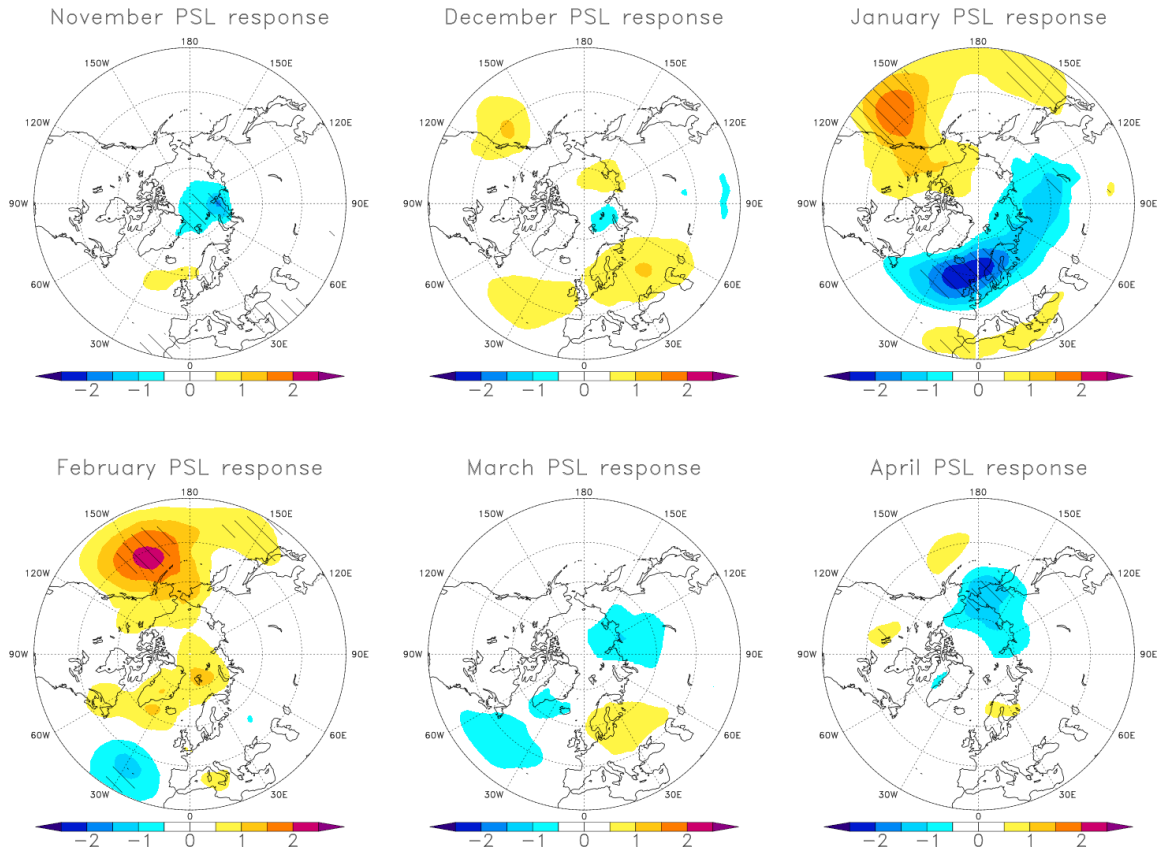 November PSL response
December PSL response
January PSL response
180
150W
150E
120W
120E
90W
90E
60W
60E
30W
30E
0
-2 -1 0 1 2
180
150W
150E
120W
120E
90W
90E
60W
60E
30W
30E
0
-2 -1 0 1 2
180
150W
150E
120W
120E
90W
90E
60W
60E
30W
30E
0
-2 -1 0 1 2
February PSL response
March PSL response
April PSL response
180
150W
150E
120W
120E
90W
90E
60W
60E
30W
30E
0
-2 -1 0 1 2
180
150W
150E
120W
120E
90W
90E
60W
60E
30W
30E
0
-2 -1 0 1 2
180
150W
150E
120W
120E
90W
90E
60W
60E
30W
30E
0
-2 -1 0 1 2